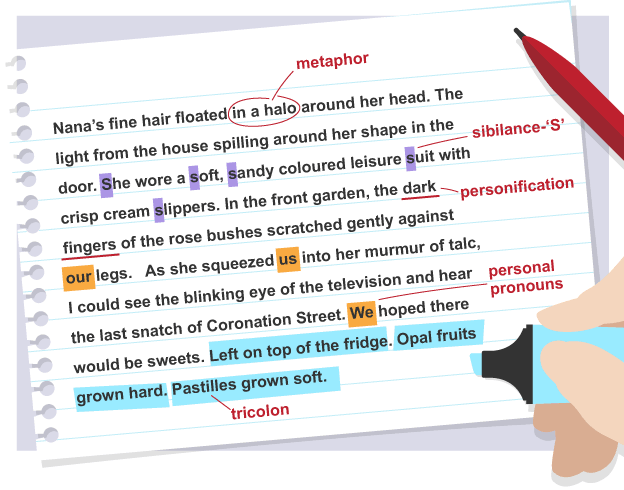 metaphor
Nana's fine hair floated in a halo around her head. The
light from the house spilling around her shape in the
sibilance-'S'
door. She wore a soft, sandy coloured leisure suit with
crisp cream slippers. In the front garden, the dark
personification
fingers of the rose bushes scratched gently against
our legs. As she squeezed us into her murmur of talc,
I could see the blinking eye of the television and hear
personal
pronouns
the last snatch of Coronation Street. We hoped there
would be sweets. Left on top of the fridge. Opal fruits
grown hard. Pastilles grown soft.
tricolon